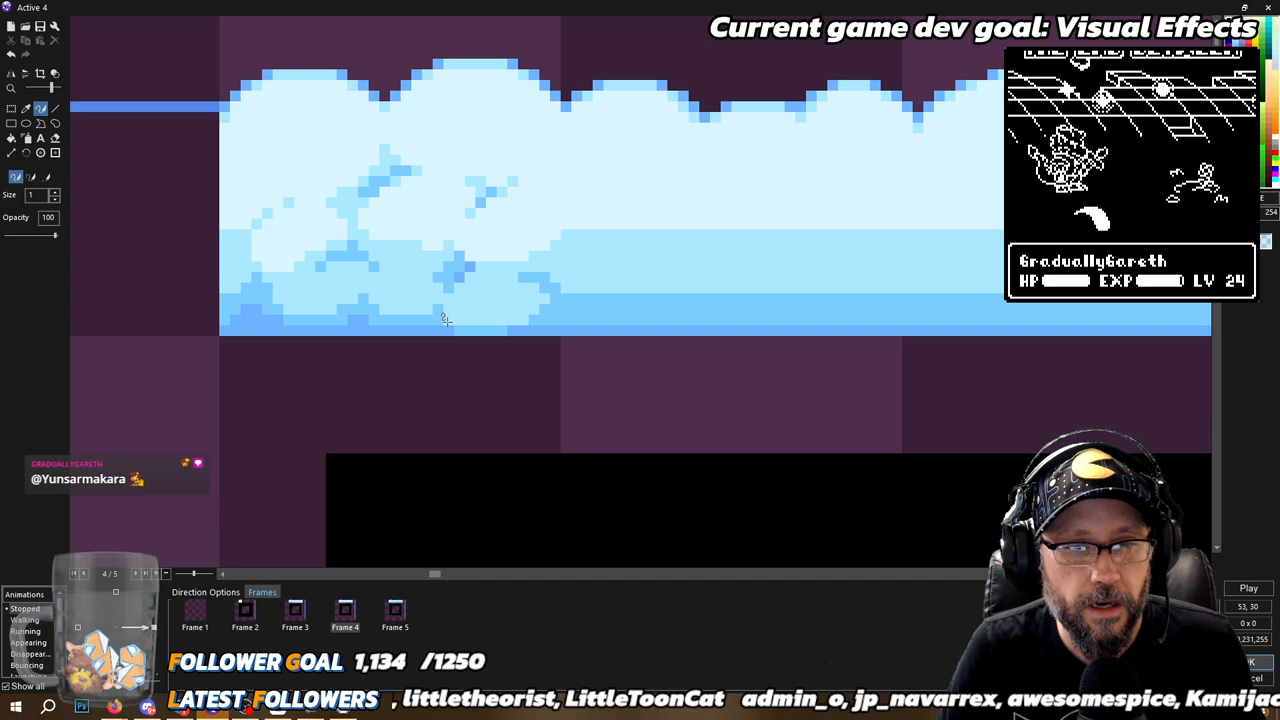 Active 4
Current game dev goal: Visual Effects
Size 1
Opacity 100
GraduallyGareth
HP EXP LV 24
254
GRADUALLYGARETH
@Yunsarmakara
4 / 5
Animations
Stopped
Walking
Running
Appearing
Disappear...
Bouncing
Show all
Direction Options Frames
Frame 1 Frame 2 Frame 3 Frame 4 Frame 5
Play
53, 30
0 x 0
FOLLOWER GOAL 1,134 /1250
LATEST FOLLOWERS , littletheorist, LittleToonCat admin_o, jp_navarrex, awesomespice, Kamijac